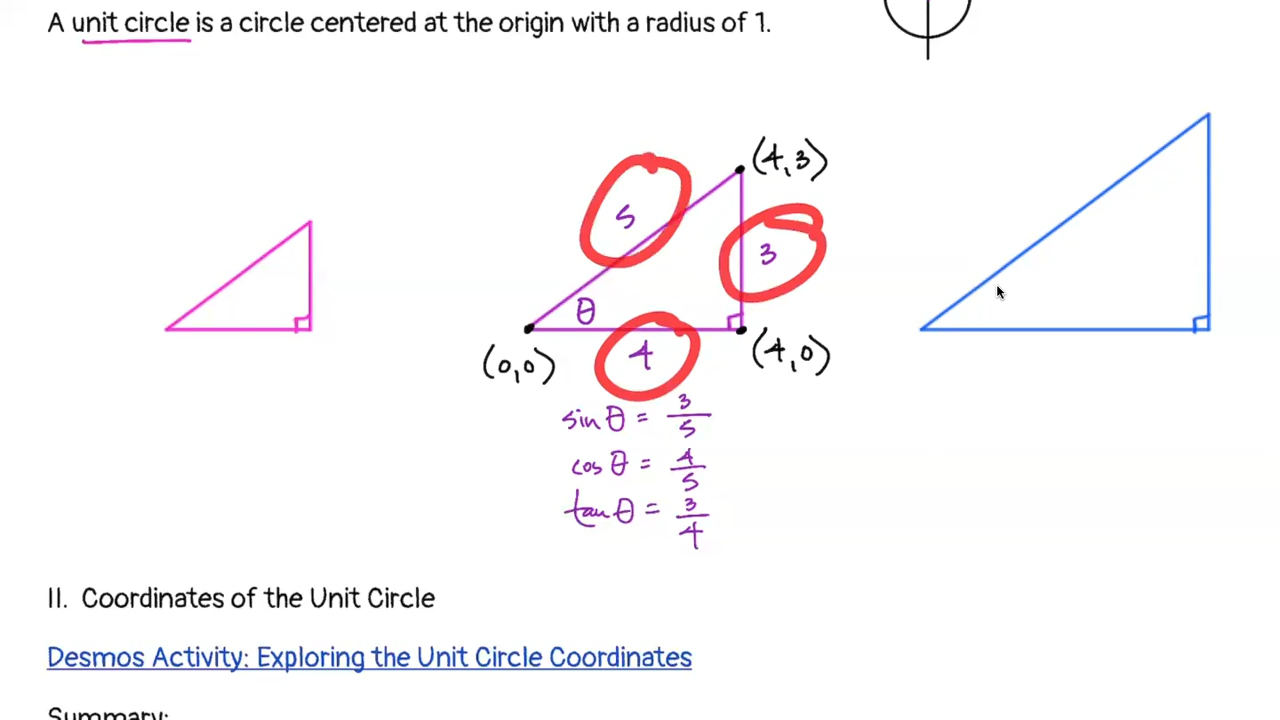 A unit circle is a circle centered at the origin with a radius of 1.
(4,3)
5
3
θ
(0,0)
4
(4,0)
sin θ = 3/5
cos θ = 4/5
tan θ = 3/4
II. Coordinates of the Unit Circle
Desmos Activity: Exploring the Unit Circle Coordinates
Summary: